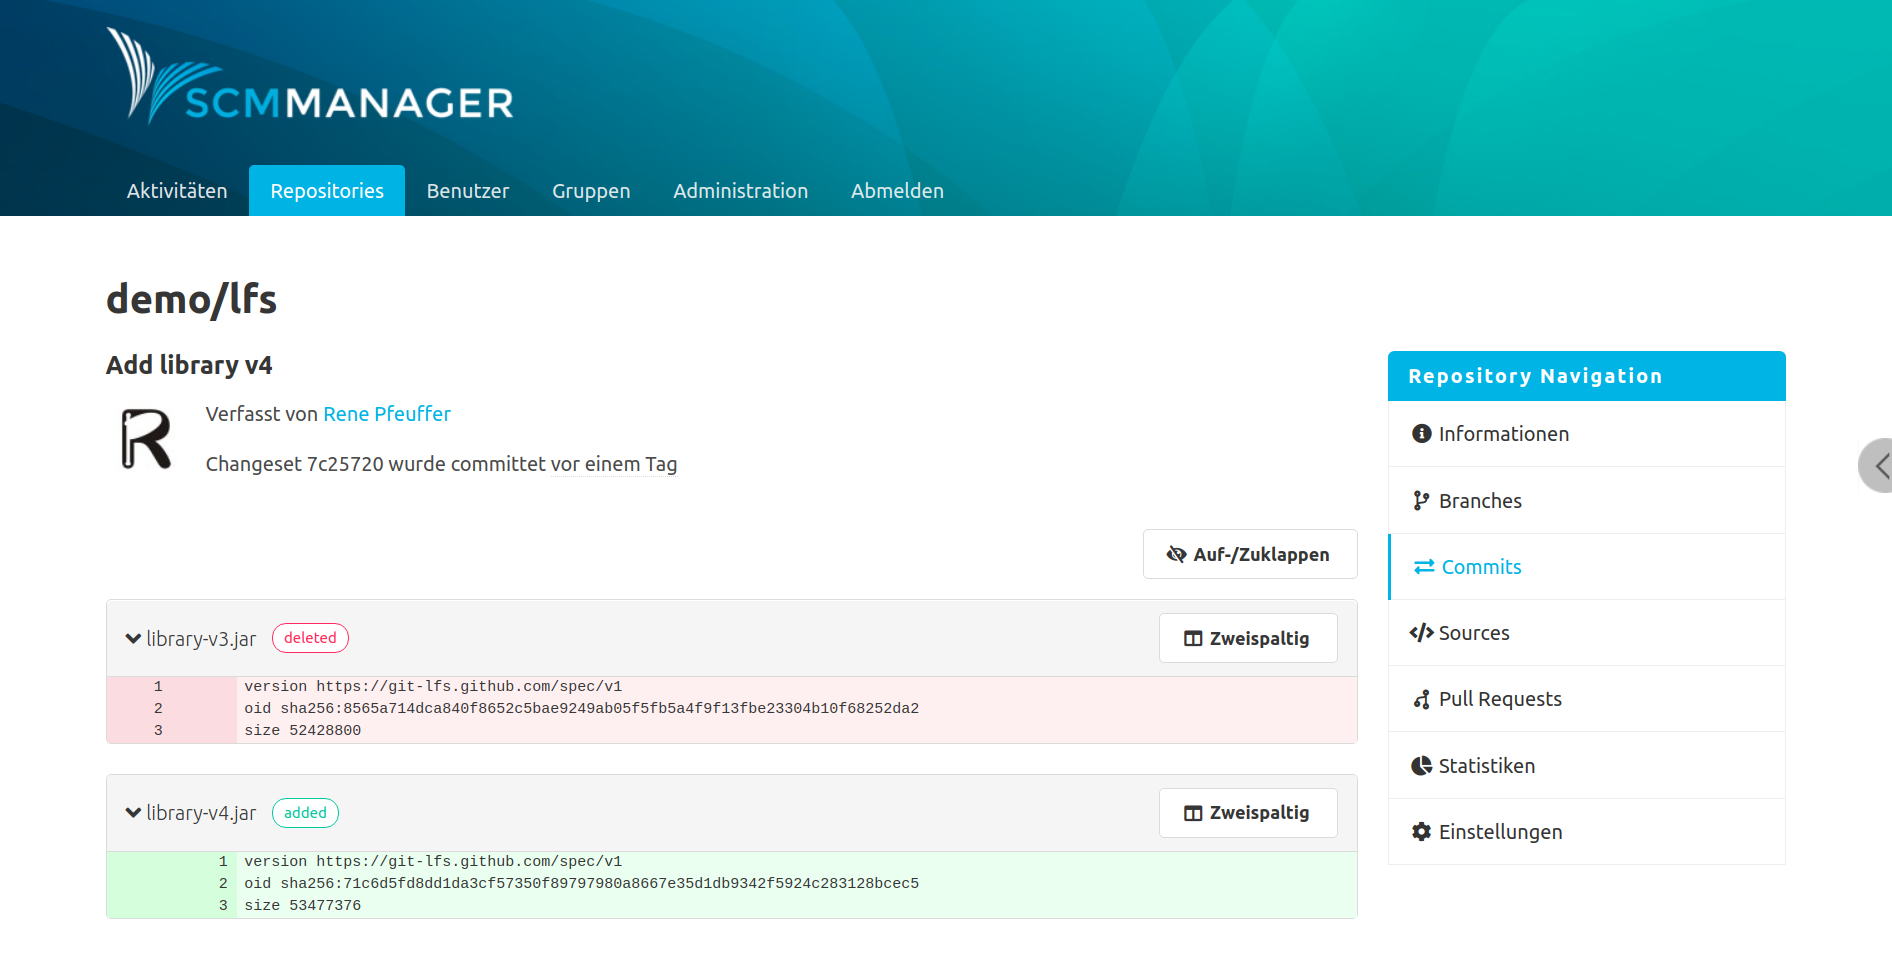 SCMMANAGER
Aktivitäten Repositories Benutzer Gruppen Administration Abmelden
demo/lfs
Add library v4
Verfasst von Rene Pfeuffer
Changeset 7c25720 wurde committet vor einem Tag
Auf-/Zuklappen
library-v3.jar deleted Zweispaltig
1 version https://git-lfs.github.com/spec/v1
2 oid sha256:8565a714dca840f8652c5bae9249ab05f5fb5a4f9f13fbe23304b10f68252da2
3 size 52428800
library-v4.jar added Zweispaltig
1 version https://git-lfs.github.com/spec/v1
2 oid sha256:71c6d5fd8dd1da3cf57350f89797980a8667e35d1db9342f5924c283128bcec5
3 size 53477376
Repository Navigation
Informationen
Branches
Commits
Sources
Pull Requests
Statistiken
Einstellungen